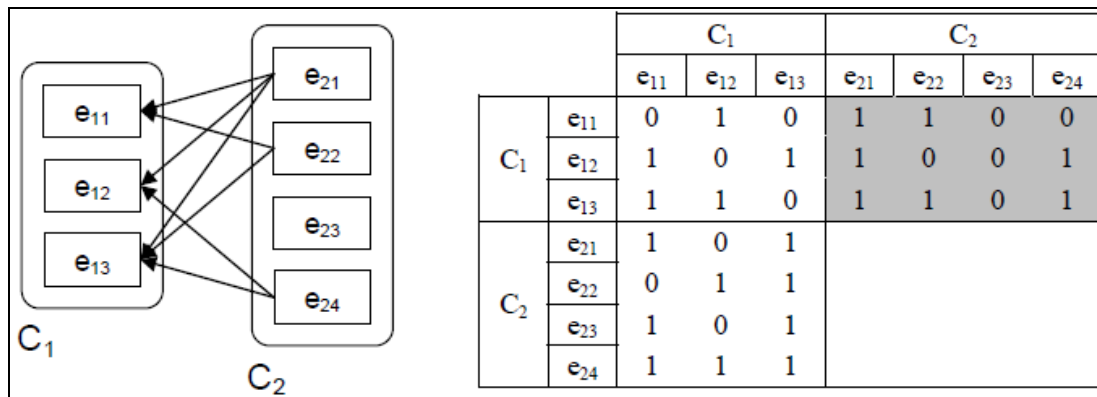 e11
e12
e13
C1
e21
e22
e23
e24
C2
C1 C2
e11 e12 e13 e21 e22 e23 e24
C1 e11 0 1 0 1 1 0 0
e12 1 0 1 1 0 0 1
e13 1 1 0 1 1 0 1
C2 e21 1 0 1
e22 0 1 1
e23 1 0 1
e24 1 1 1